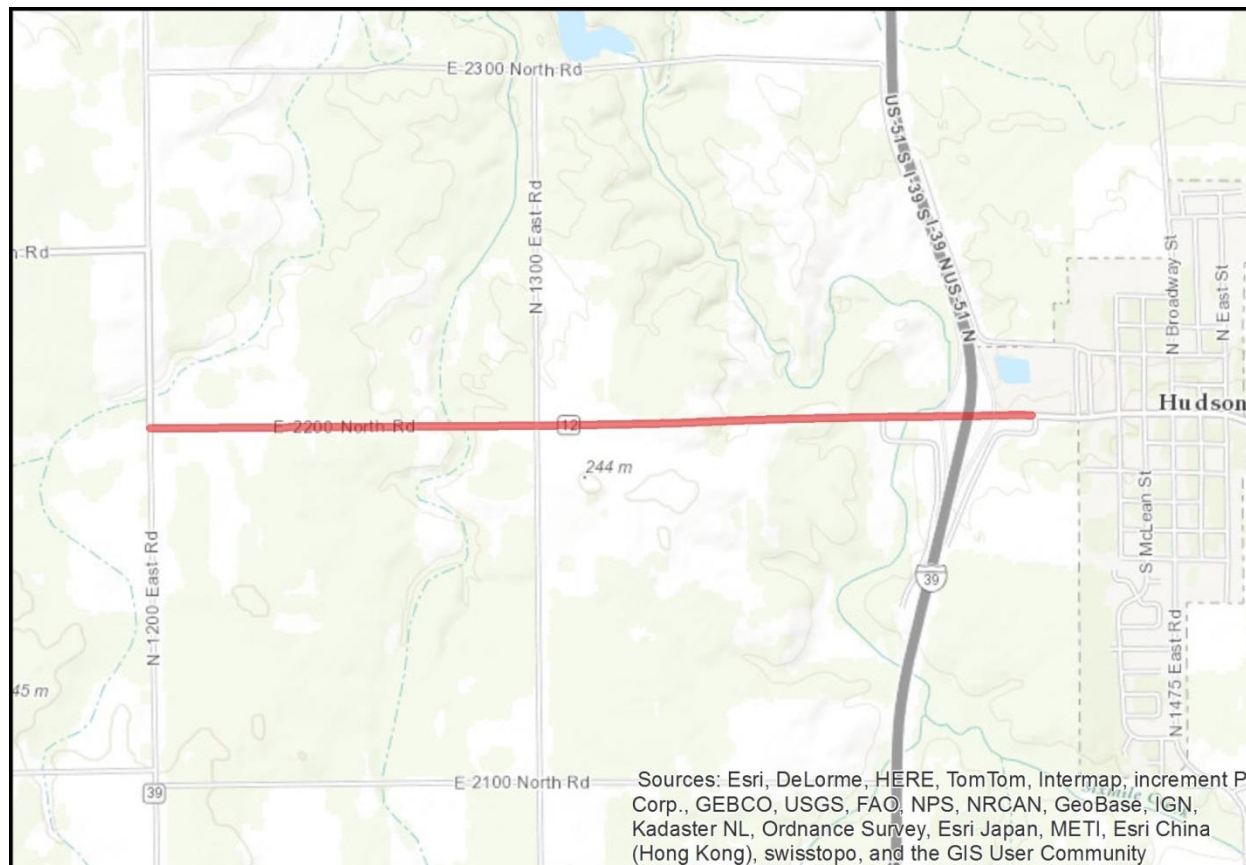 E 2300 North Rd
US-51 S I-39 S I-39 N US-51 N
N 1300 East Rd
N Broadway St
N East St
h Rd
Hudson
E 2200 North Rd
12
244 m
S McLean St
39
N 1200 East Rd
N 1475 East Rd
45 m
E 2100 North Rd
39
Sixmile C
Sources: Esri, DeLorme, HERE, TomTom, Intermap, increment P
Corp., GEBCO, USGS, FAO, NPS, NRCAN, GeoBase, IGN,
Kadaster NL, Ordnance Survey, Esri Japan, METI, Esri China
(Hong Kong), swisstopo, and the GIS User Community